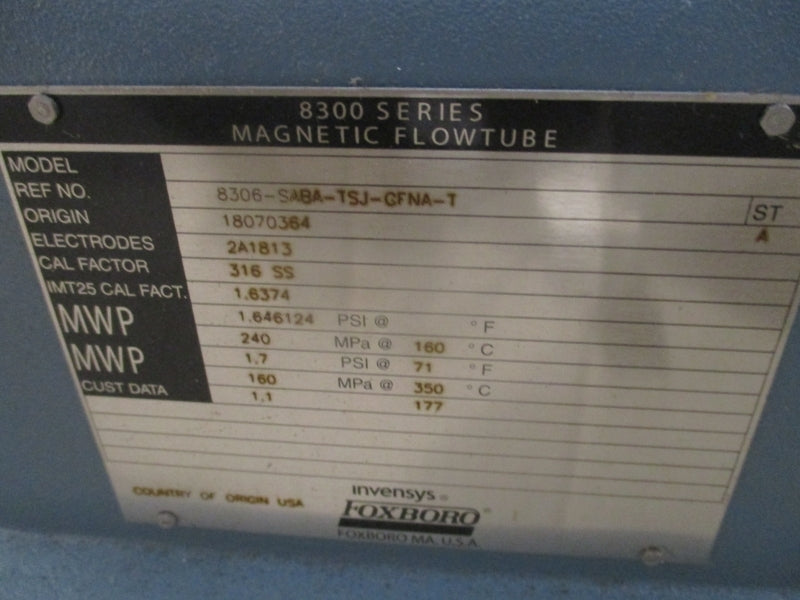 8300 SERIES
MAGNETIC FLOWTUBE
MODEL 8306-SABA-TSJ-GFNA-T ST
REF NO. 18070364 A
ORIGIN 2A1813
ELECTRODES 316 SS
CAL FACTOR 1.6374
IMT25 CAL FACT. 1.646124
MWP 240 PSI @ 160 °F
1.7 MPa @ 71 °C
MWP 160 PSI @ 350 °F
1.1 MPa @ 177 °C
CUST DATA
COUNTRY OF ORIGIN USA
invensys®
FOXBORO®
FOXBORO MA. U.S.A.